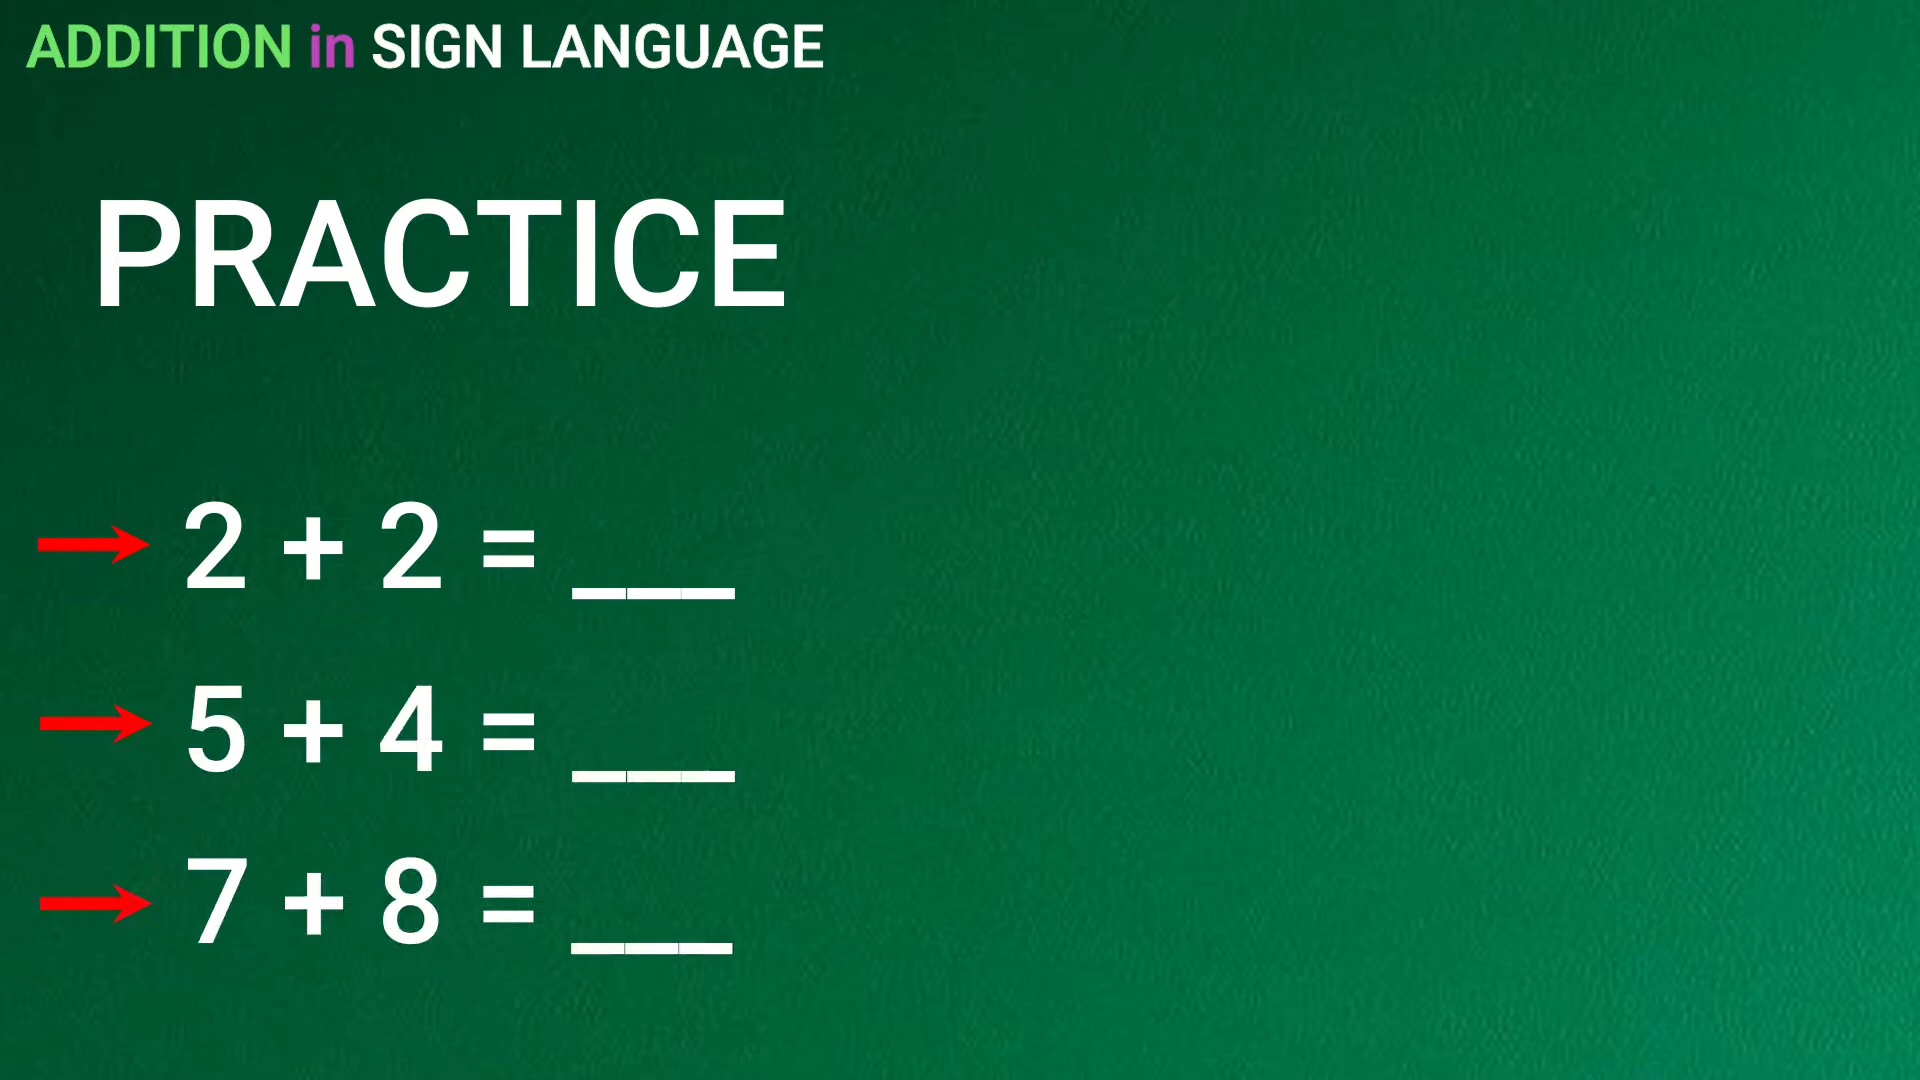 ADDITION in SIGN LANGUAGE
PRACTICE
2 + 2 = ___
5 + 4 = ___
7 + 8 = ___